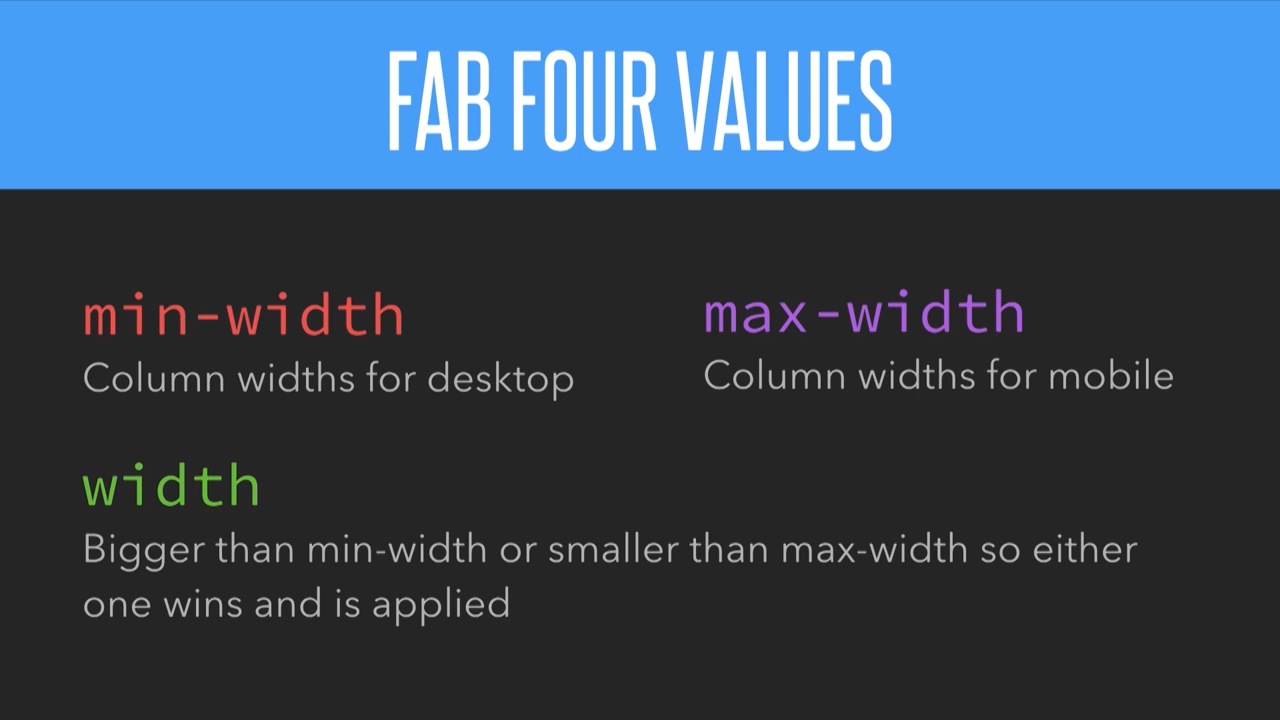 FAB FOUR VALUES
min-width
Column widths for desktop
max-width
Column widths for mobile
width
Bigger than min-width or smaller than max-width so either
one wins and is applied